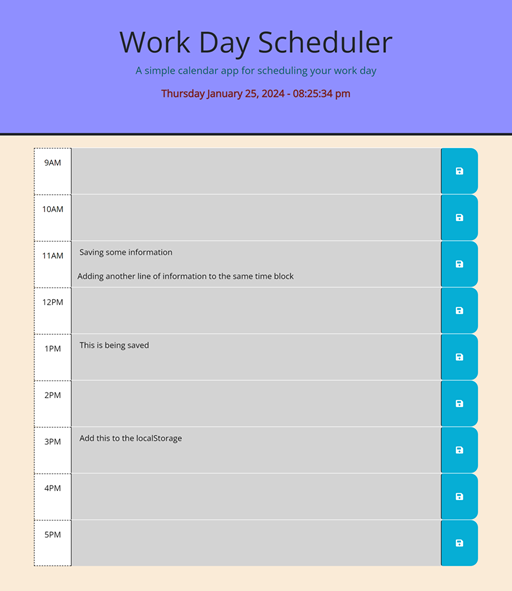 Work Day Scheduler
A simple calendar app for scheduling your work day
Thursday January 25, 2024 - 08:25:34 pm
9AM
10AM
11AM
Saving some information
Adding another line of information to the same time block
12PM
1PM
This is being saved
2PM
3PM
Add this to the localStorage
4PM
5PM